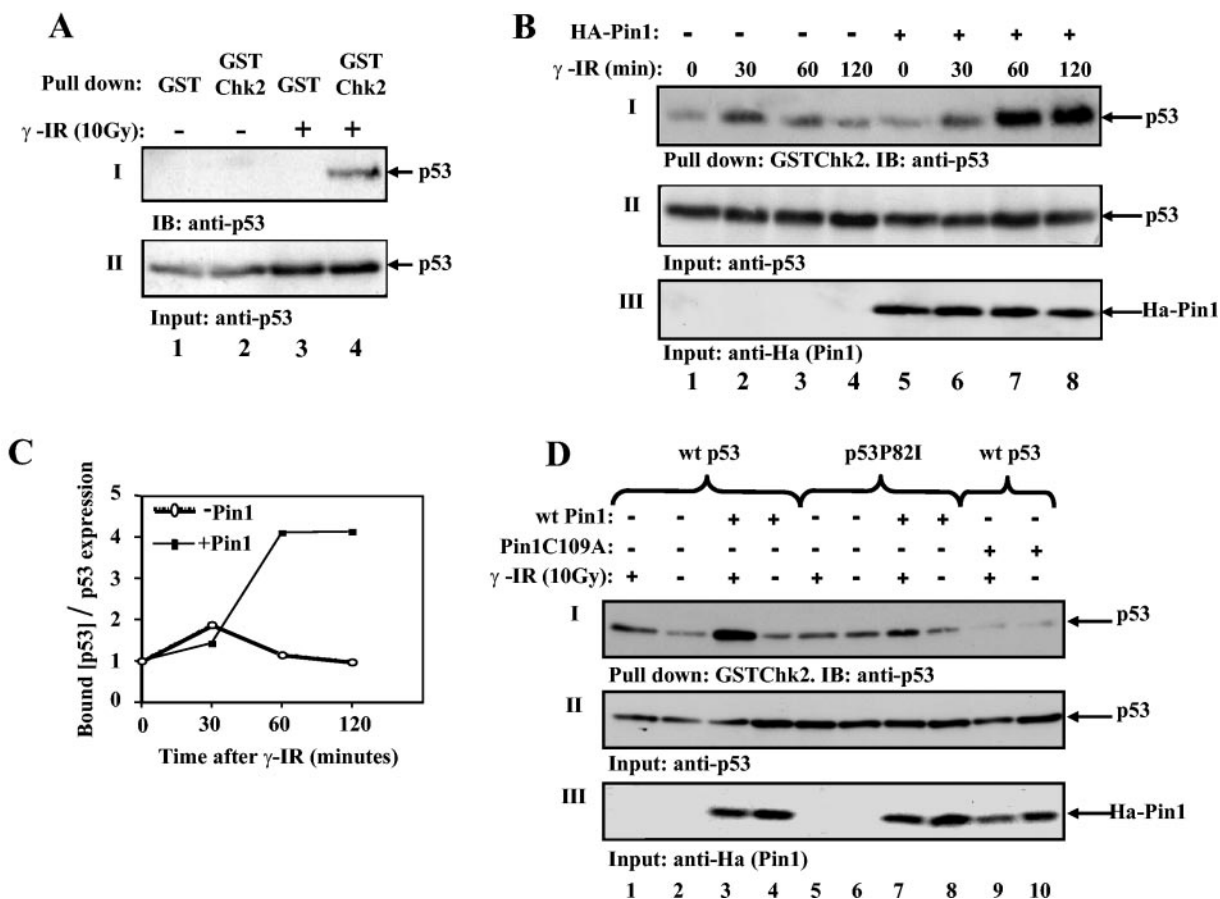 A
GST GST
Pull down: GST Chk2 GST Chk2
γ -IR (10Gy): - - + +
I
p53
IB: anti-p53
II
p53
Input: anti-p53
1 2 3 4
B
HA-Pin1: - - - - + + + +
γ -IR (min): 0 30 60 120 0 30 60 120
I
p53
Pull down: GSTChk2. IB: anti-p53
II
p53
Input: anti-p53
III
Ha-Pin1
Input: anti-Ha (Pin1)
1 2 3 4 5 6 7 8
C
Bound [p53] / p53 expression
5
4
3
2
1
0
-Pin1
+Pin1
0 30 60 120
Time after γ-IR (minutes)
D
wt p53 p53P82I wt p53
wt Pin1: - - + + - - + + - -
Pin1C109A: - - - - - - - - + +
γ -IR (10Gy): + - + - + - + - + -
I
p53
Pull down: GSTChk2. IB: anti-p53
II
p53
Input: anti-p53
III
Ha-Pin1
Input: anti-Ha (Pin1)
1 2 3 4 5 6 7 8 9 10